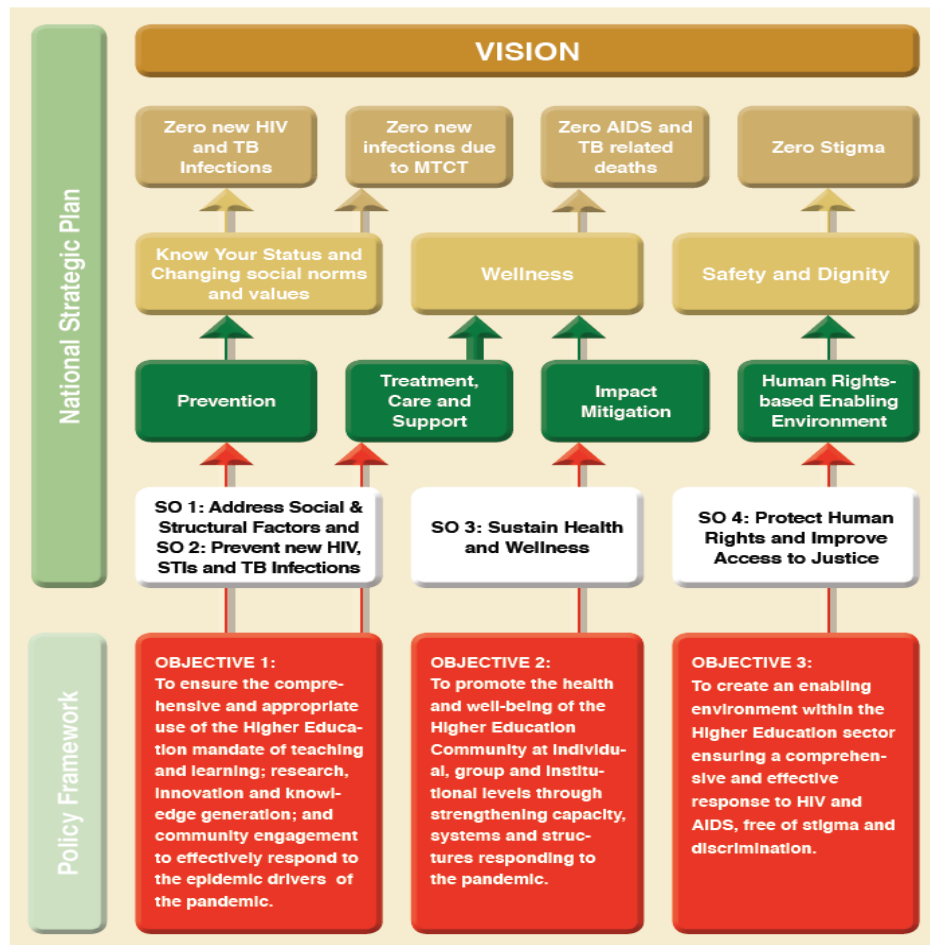 VISION
National Strategic Plan
Zero new HIV
and TB
Infections
Zero new
infections due
to MTCT
Zero AIDS and
TB related
deaths
Zero Stigma
Know Your Status and
Changing social norms
and values
Wellness
Safety and Dignity
Prevention
Treatment,
Care and
Support
Impact
Mitigation
Human Rights-
based Enabling
Environment
SO 1: Address Social &
Structural Factors and
SO 2: Prevent new HIV,
STIs and TB Infections
SO 3: Sustain Health
and Wellness
SO 4: Protect Human
Rights and Improve
Access to Justice
Policy Framework
OBJECTIVE 1:
To ensure the compre-
hensive and appropriate
use of the Higher Educa-
tion mandate of teaching
and learning; research,
innovation and knowl-
edge generation; and
community engagement
to effectively respond to
the epidemic drivers of
the pandemic.
OBJECTIVE 2:
To promote the health
and well-being of the
Higher Education
Community at individu-
al, group and institu-
tional levels through
strengthening capacity,
systems and struc-
tures responding to
the pandemic.
OBJECTIVE 3:
To create an enabling
environment within the
Higher Education sector
ensuring a comprehen-
sive and effective
response to HIV and
AIDS, free of stigma and
discrimination.